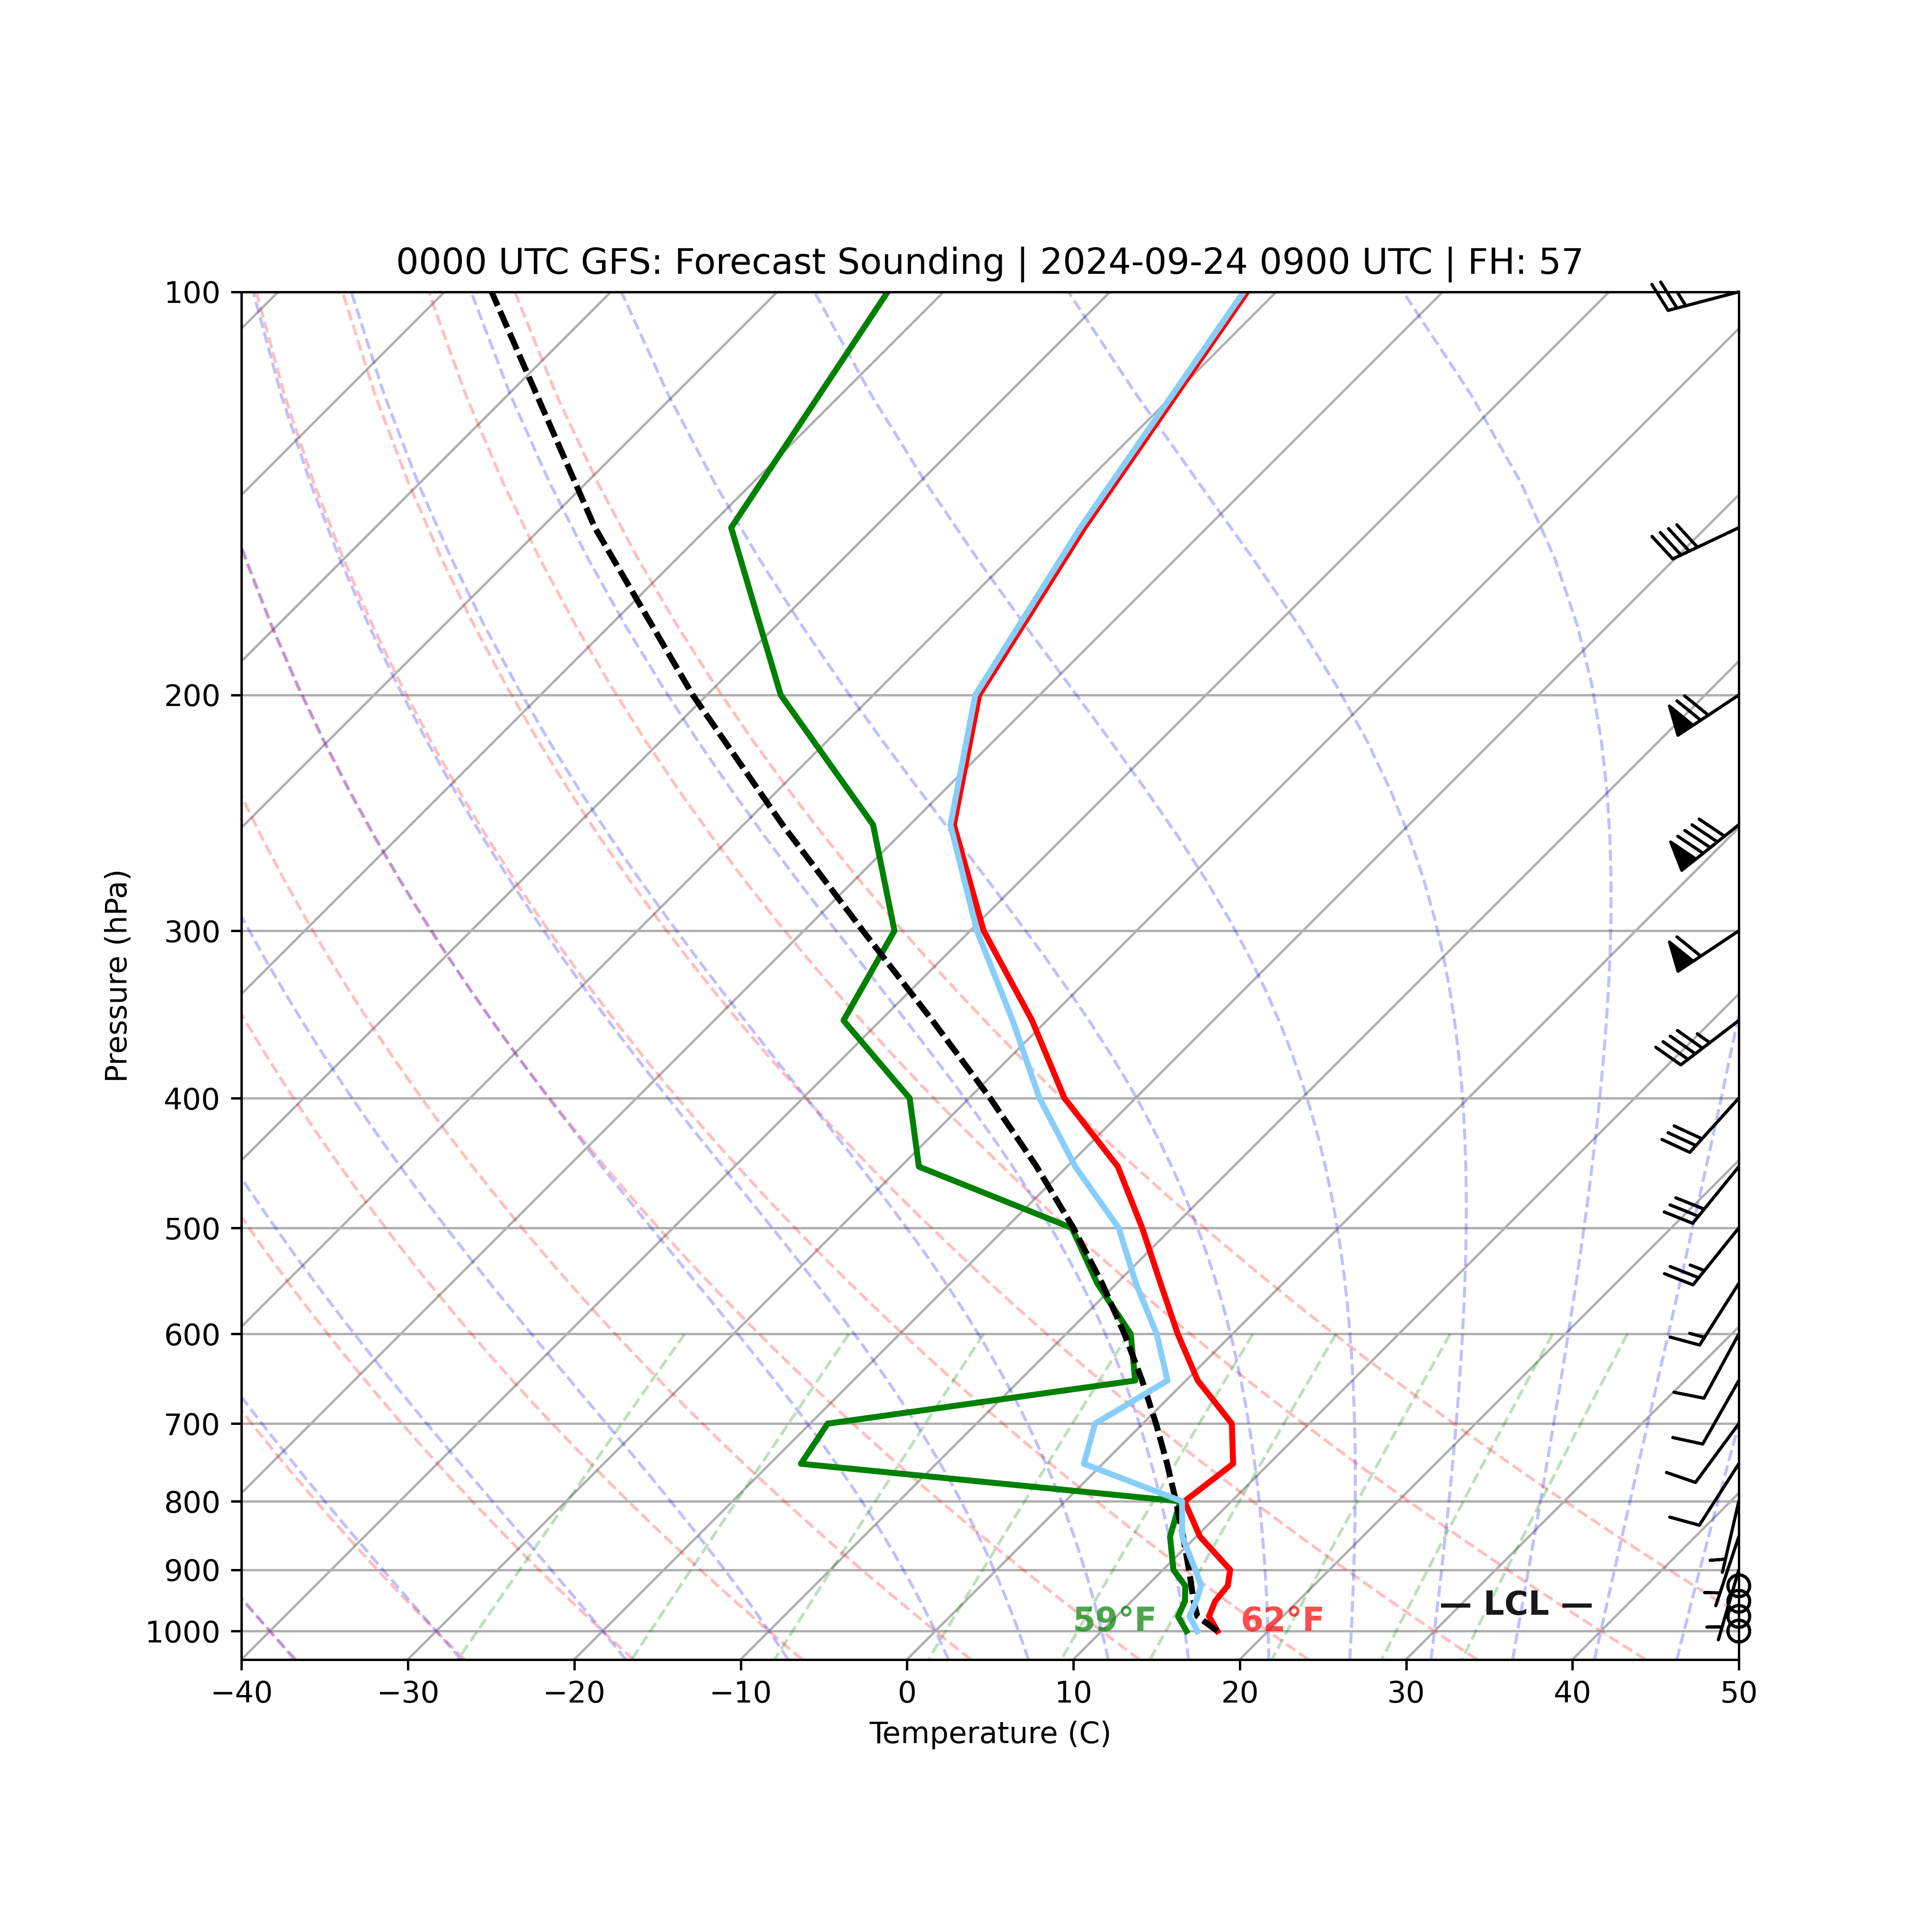 0000 UTC GFS: Forecast Sounding | 2024-09-24 0900 UTC | FH: 57
100
200
300
400
500
600
700
800
900
1000
Pressure (hPa)
59°F
62°F
— LCL —
−40 −30 −20 −10 0 10 20 30 40 50
Temperature (C)